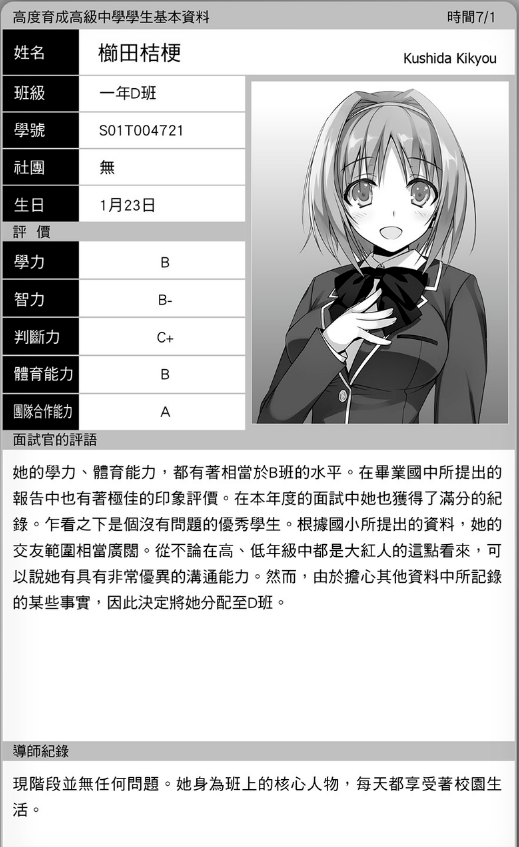 高度育成高級中學學生基本資料 時間7/1
姓名 櫛田桔梗 Kushida Kikyou
班級 一年D班
學號 S01T004721
社團 無
生日 1月23日
評 價
學力 B
智力 B-
判斷力 C+
體育能力 B
團隊合作能力 A
面試官的評語
她的學力、體育能力，都有著相當於B班的水平。在畢業國中所提出的
報告中也有著極佳的印象評價。在本年度的面試中她也獲得了滿分的紀
錄。乍看之下是個沒有問題的優秀學生。根據國小所提出的資料，她的
交友範圍相當廣闊。從不論在高、低年級中都是大紅人的這點看來，可
以說她有具有非常優異的溝通能力。然而，由於擔心其他資料中所記錄
的某些事實，因此決定將她分配至D班。
導師紀錄
現階段並無任何問題。她身為班上的核心人物，每天都享受著校園生
活。